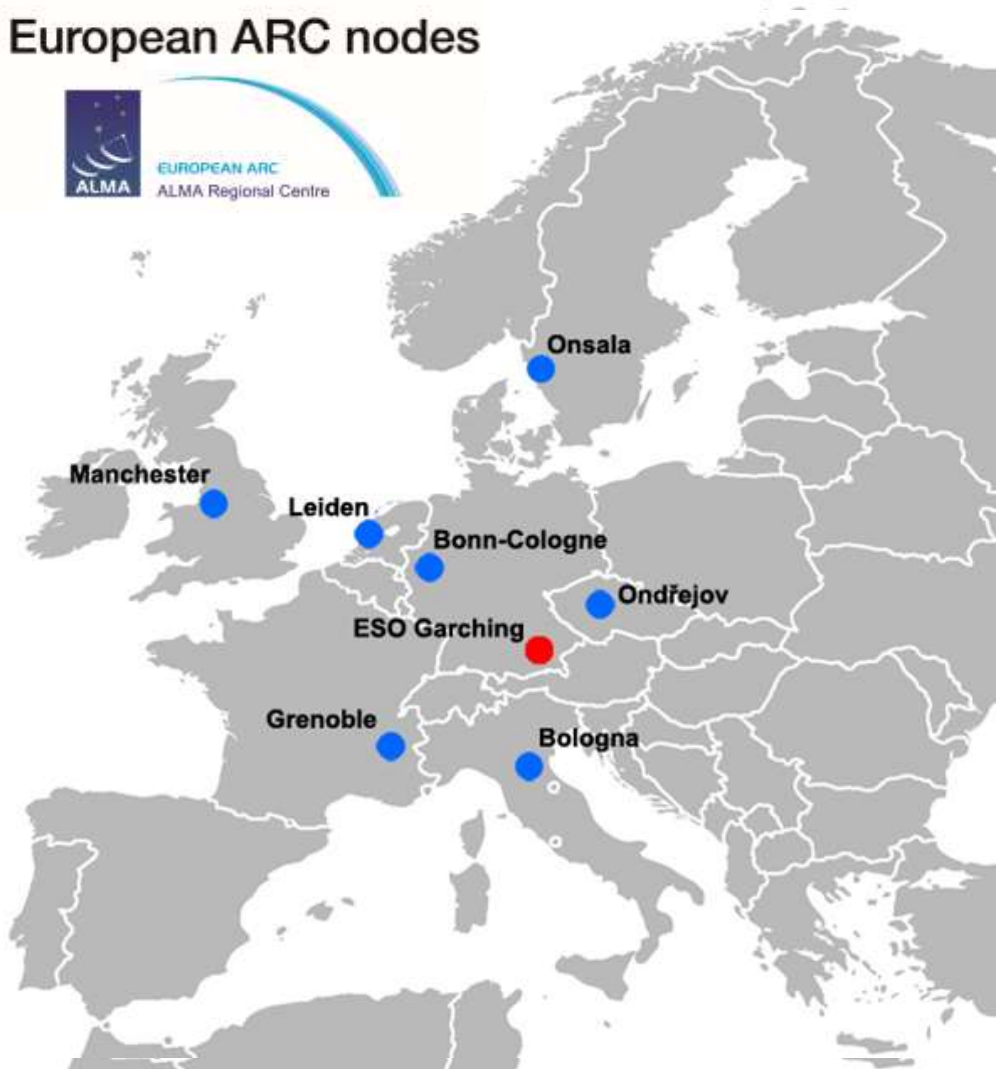 European ARC nodes
ALMA
EUROPEAN ARC
ALMA Regional Centre
Onsala
Manchester
Leiden
Bonn-Cologne
Ondřejov
ESO Garching
Grenoble
Bologna